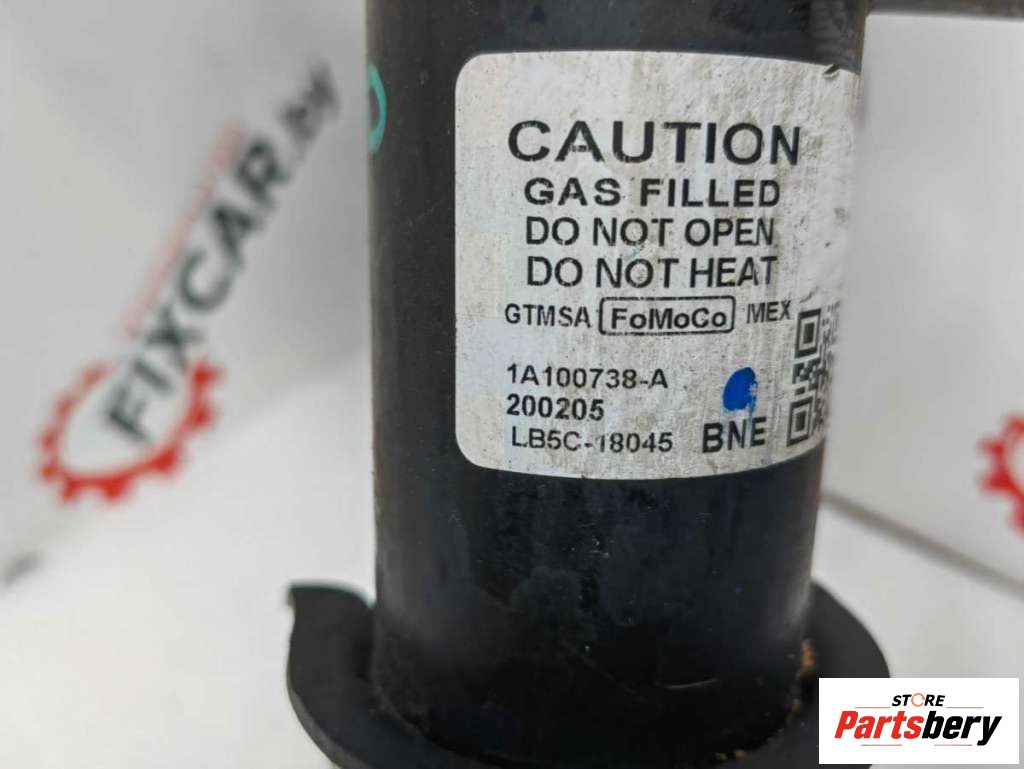 FIXCAR.by
CAUTION
GAS FILLED
DO NOT OPEN
DO NOT HEAT
GTMSA FoMoCo MEX
1A100738-A
200205
LB5C-18045 BNE
STORE
Partsbery